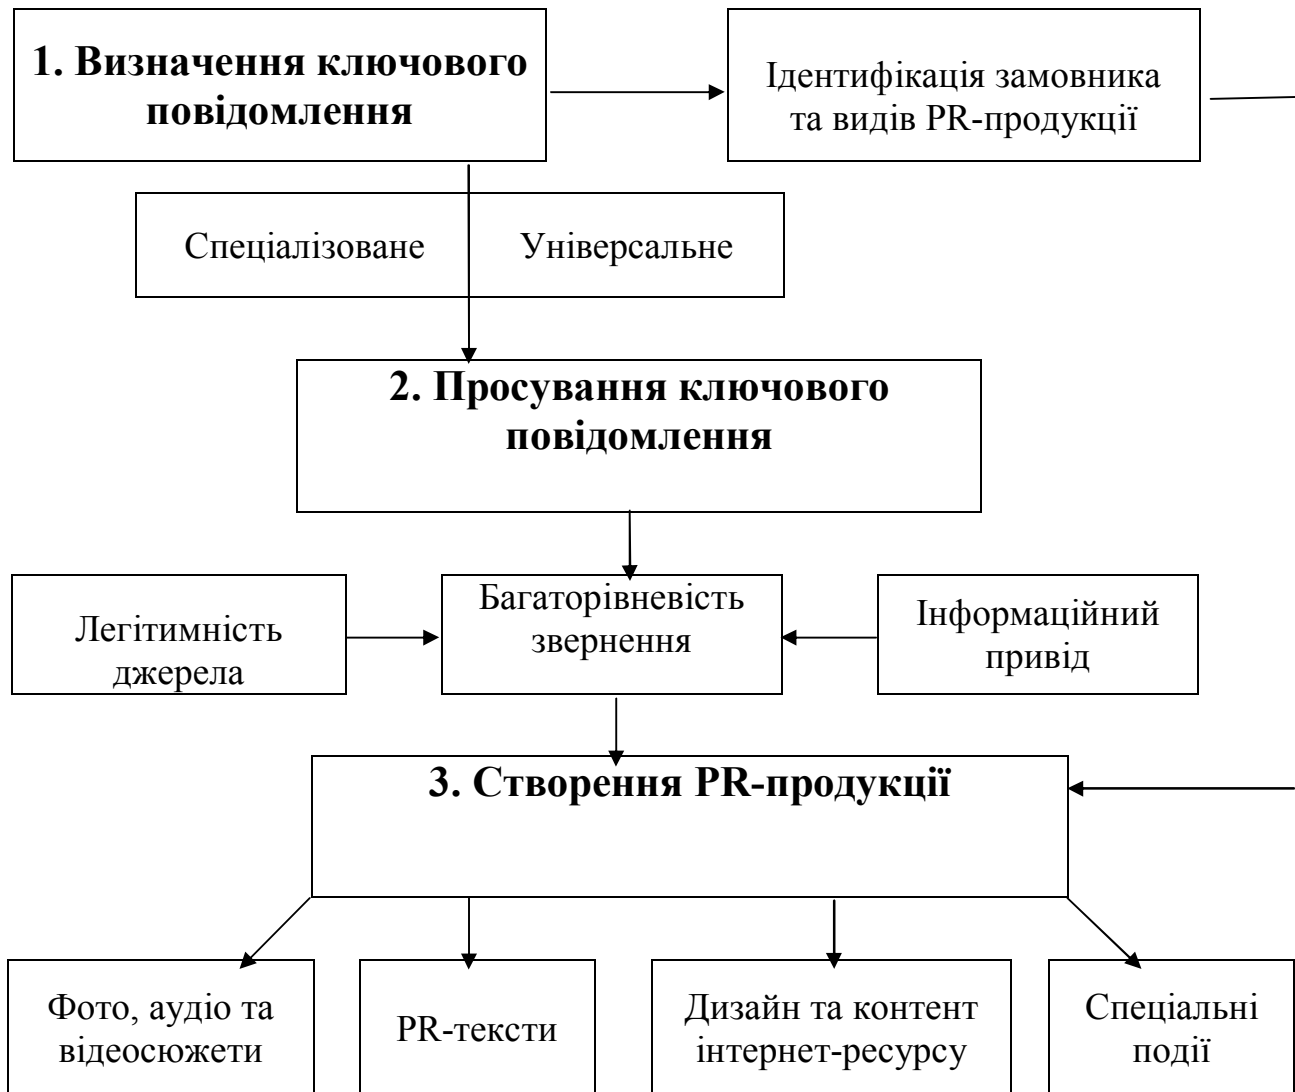 1. Визначення ключового
повідомлення
Ідентифікація замовника
та видів PR-продукції
Спеціалізоване
Універсальне
2. Просування ключового
повідомлення
Легітимність
джерела
Багаторівневість
звернення
Інформаційний
привід
3. Створення PR-продукції
Фото, аудіо та
відеосюжети
PR-тексти
Дизайн та контент
інтернет-ресурсу
Спеціальні
події